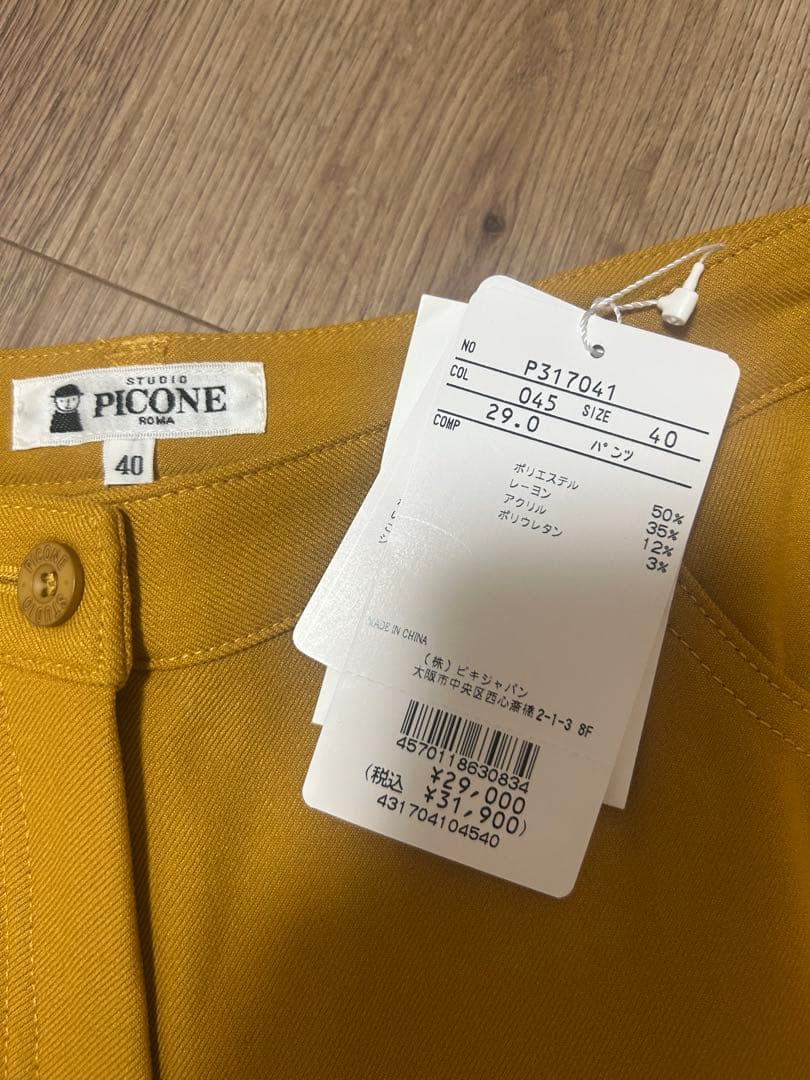 STUDIO
PICONE
ROMA
40
PICONE
STUDIO
NO P317041
COL 045 SIZE 40
29.0 パンツ
COMP
ポリエステル 50%
レーヨン 35%
アクリル 12%
ポリウレタン 3%
MADE IN CHINA
(株)ピキジャパン
大阪市中央区西心斎橋2-1-3 8F
4570118630834
¥29,000
(税込 ¥31,900)
431704104540